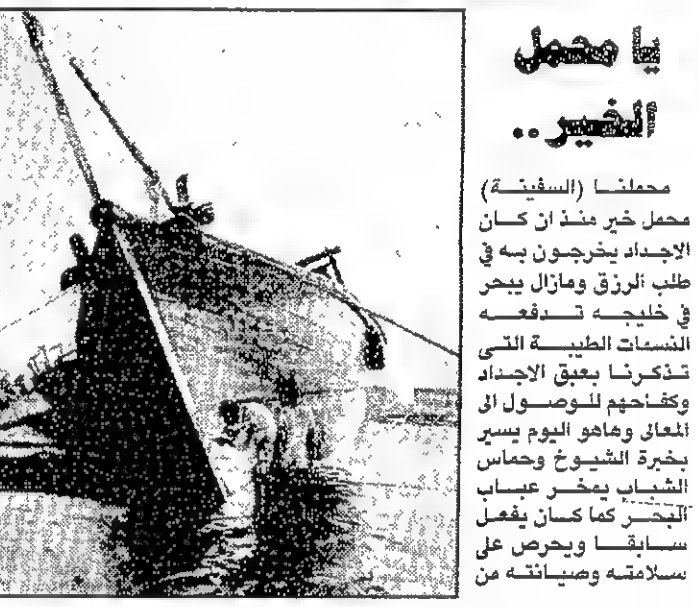 يا محمل
الخير ..
محملنا (السفينة)
محمل خير منذ ان كان
الاجداد يخرجون به في
طلب الرزق ومازال يبحر
في خليجه تدفعه
النسمات الطيبة التي
تذكرنا بعبق الاجداد
وكفاحهم للوصول الى
المعالى وهاهو اليوم يسير
بخبرة الشيوخ وحماس
الشباب يمخر عباب
البحر كما كان يفعل
سابقا ويحرص على
سلامته وصيانته من